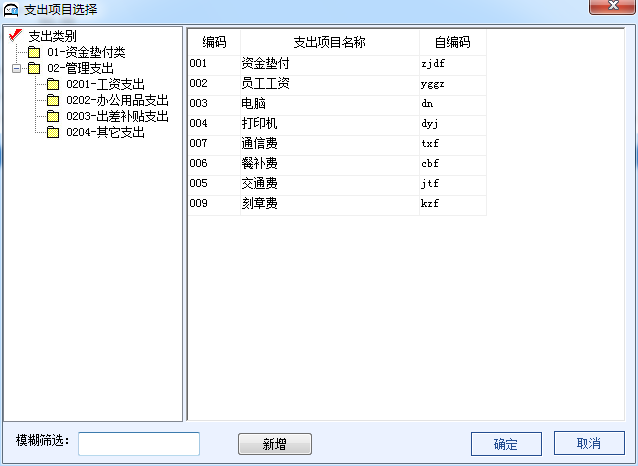 支出项目选择
支出类别
01-资金垫付类
02-管理支出
0201-工资支出
0202-办公用品支出
0203-出差补贴支出
0204-其它支出
编码 支出项目名称 自编码
001 资金垫付 zjdf
002 员工工资 yggz
003 电脑 dn
004 打印机 dyj
007 通信费 txf
006 餐补费 cbf
005 交通费 jtf
009 刻章费 kzf
模糊筛选： 新增 确定 取消